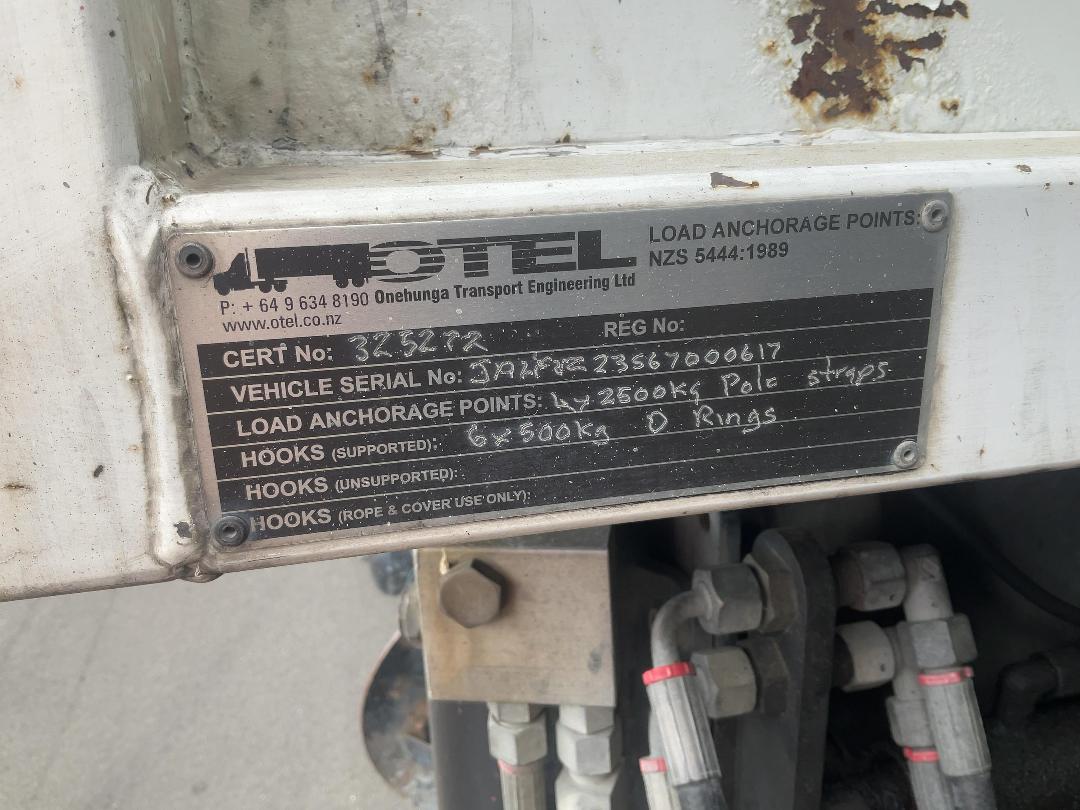 OTEL
LOAD ANCHORAGE POINTS:
NZS 5444:1989
P: + 64 9 634 8190 Onehunga Transport Engineering Ltd
www.otel.co.nz
CERT No: 325272 REG No:
VEHICLE SERIAL No:
LOAD ANCHORAGE POINTS: 4x2500kg Pole straps
HOOKS (SUPPORTED): 6x500kg D Rings
HOOKS (UNSUPPORTED):
HOOKS (ROPE & COVER USE ONLY):